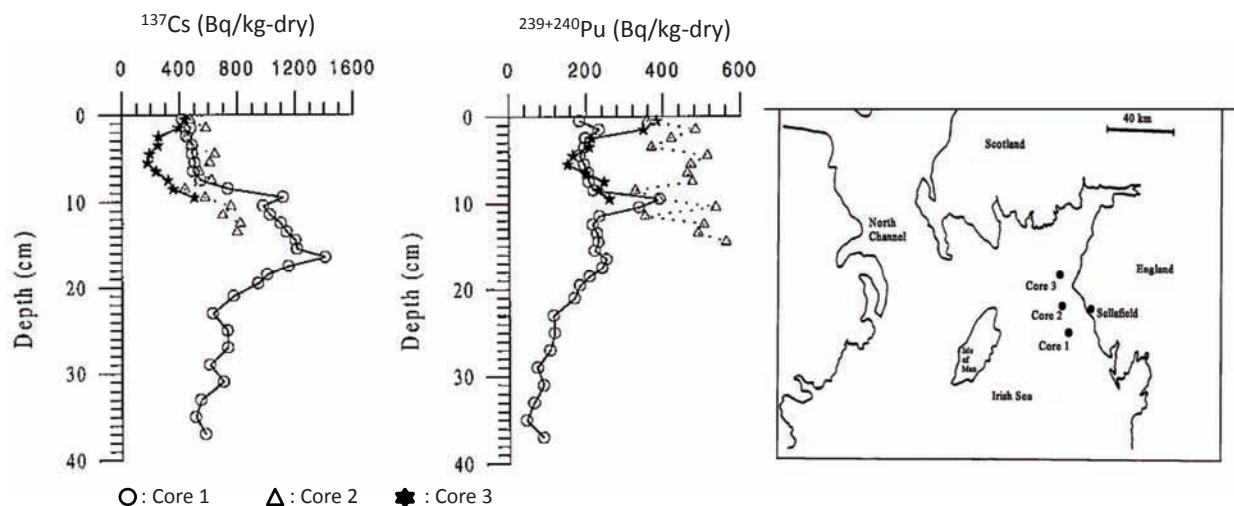 ¹³⁷Cs (Bq/kg-dry)
0 400 800 1200 1600
0
10
20
30
40
Depth (cm)
²³⁹⁺²⁴⁰Pu (Bq/kg-dry)
0 200 400 600
0
10
20
30
40
Depth (cm)
: Core 1 : Core 2 : Core 3
40 km
Scotland
North
Channel
England
Core 3
Core 2
Sellafield
Core 1
Isle
of
Man
Irish Sea